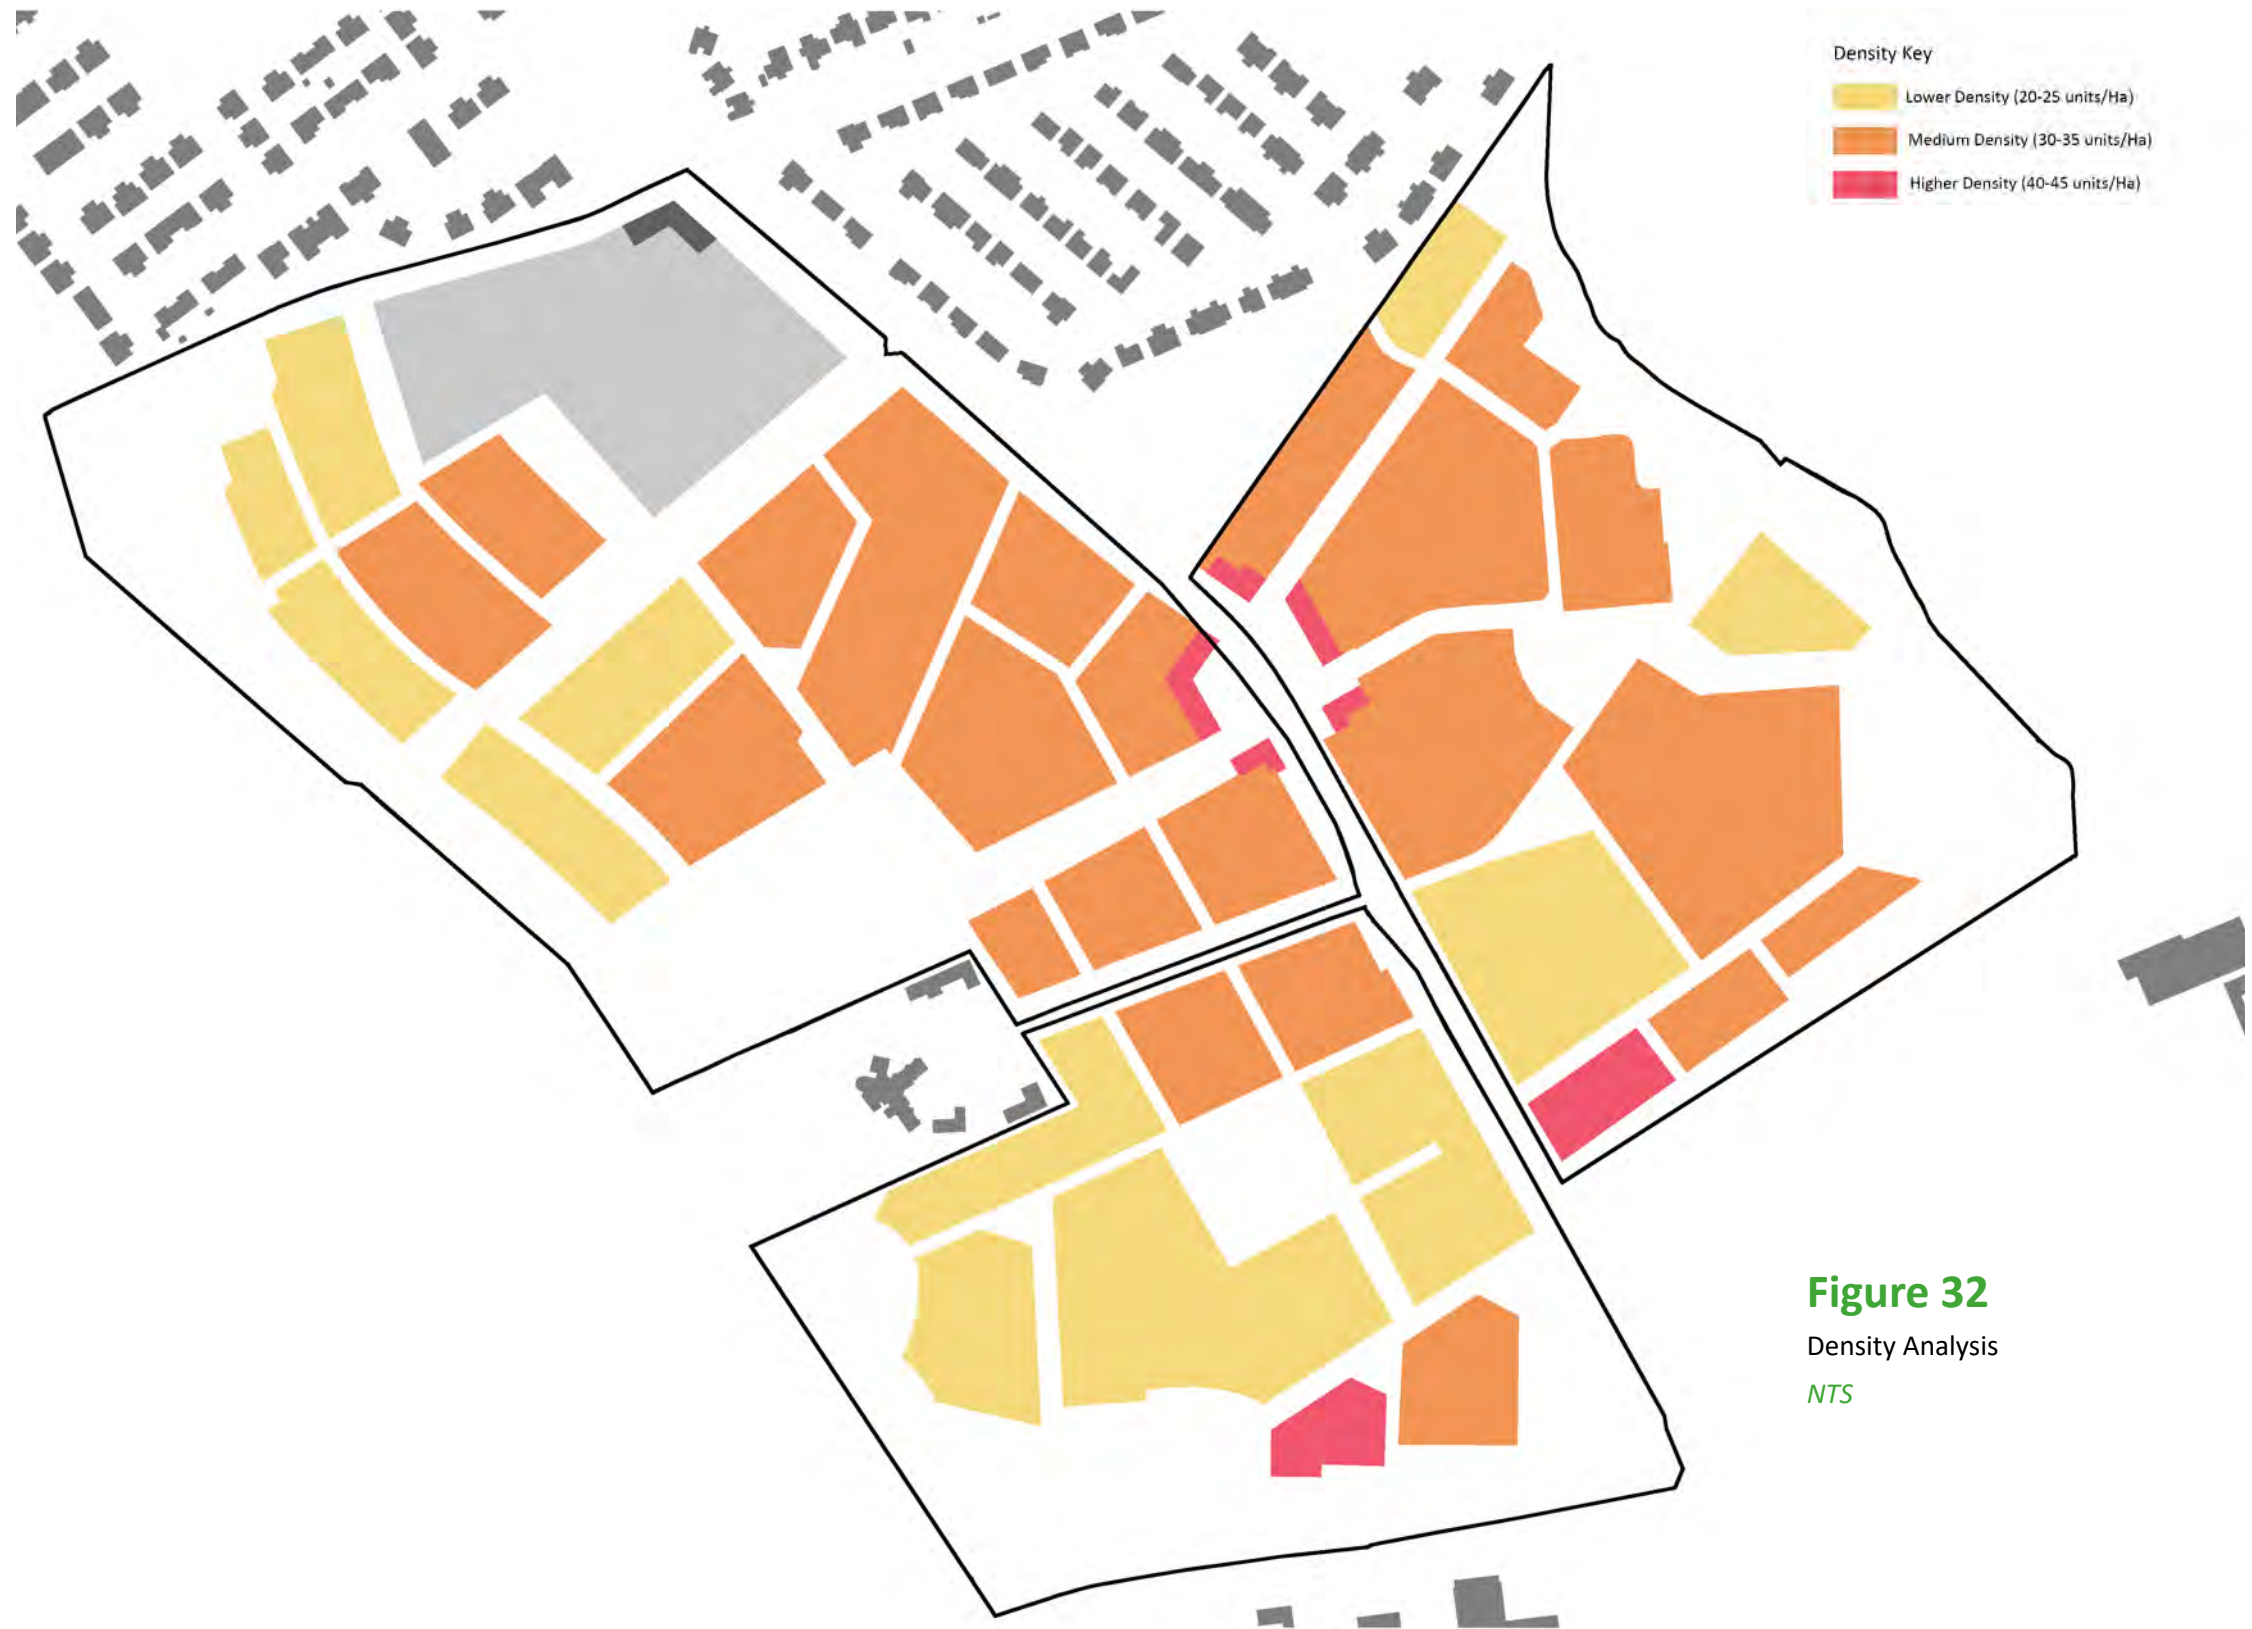 Density Key
Lower Density (20-25 units/Ha)
Medium Density (30-35 units/Ha)
Higher Density (40-45 units/Ha)
Figure 32
Density Analysis
NTS